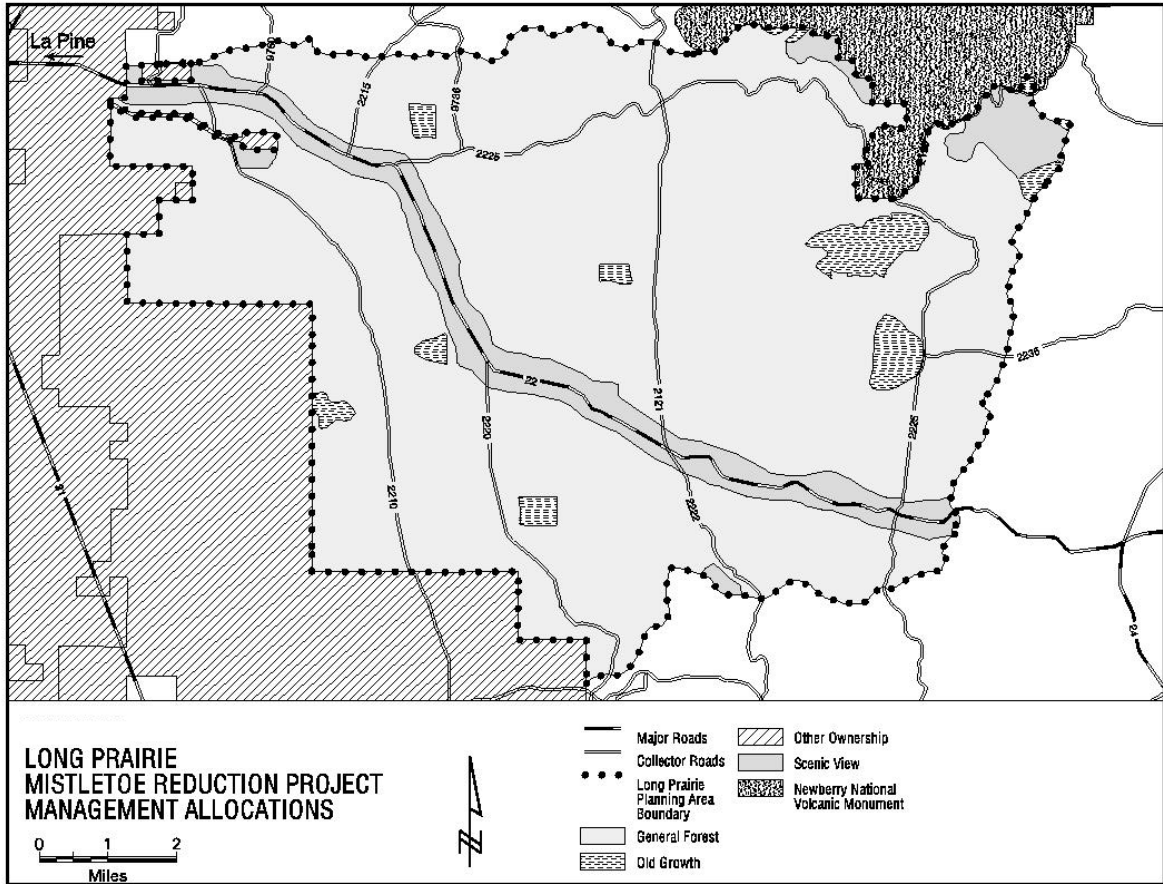 La Pine
9760
2215
9736
2225
22
2220
2210
2121
2222
2225
2236
31
24
LONG PRAIRIE
MISTLETOE REDUCTION PROJECT
MANAGEMENT ALLOCATIONS
0 1 2
Miles
N
Major Roads
Collector Roads
Long Prairie
Planning Area
Boundary
General Forest
Old Growth
Other Ownership
Scenic View
Newberry National
Volcanic Monument